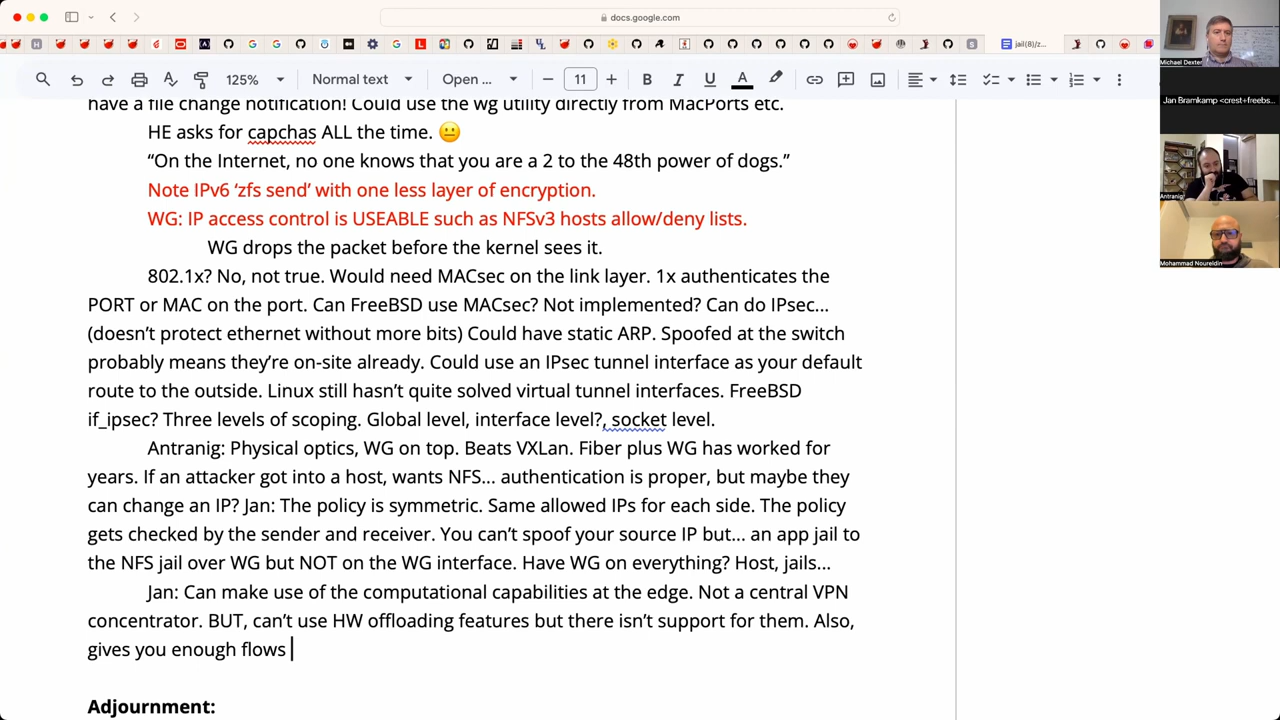 docs.google.com
jail(8)/z...
125%
Normal text
Open ...
11
have a file change notification! Could use the wg utility directly from MacPorts etc.
HE asks for capchas ALL the time. 😐
“On the Internet, no one knows that you are a 2 to the 48th power of dogs.”
Note IPv6 ‘zfs send’ with one less layer of encryption.
WG: IP access control is USEABLE such as NFSv3 hosts allow/deny lists.
WG drops the packet before the kernel sees it.
802.1x? No, not true. Would need MACsec on the link layer. 1x authenticates the
PORT or MAC on the port. Can FreeBSD use MACsec? Not implemented? Can do IPsec...
(doesn’t protect ethernet without more bits) Could have static ARP. Spoofed at the switch
probably means they’re on-site already. Could use an IPsec tunnel interface as your default
route to the outside. Linux still hasn’t quite solved virtual tunnel interfaces. FreeBSD
if_ipsec? Three levels of scoping. Global level, interface level?, socket level.
Antranig: Physical optics, WG on top. Beats VXLan. Fiber plus WG has worked for
years. If an attacker got into a host, wants NFS... authentication is proper, but maybe they
can change an IP? Jan: The policy is symmetric. Same allowed IPs for each side. The policy
gets checked by the sender and receiver. You can’t spoof your source IP but... an app jail to
the NFS jail over WG but NOT on the WG interface. Have WG on everything? Host, jails...
Jan: Can make use of the computational capabilities at the edge. Not a central VPN
concentrator. BUT, can’t use HW offloading features but there isn’t support for them. Also,
gives you enough flows
Adjournment:
Michael Dexter
Jan Bramkamp <crest+freebs...
Antranig
Mohammad Noureldin